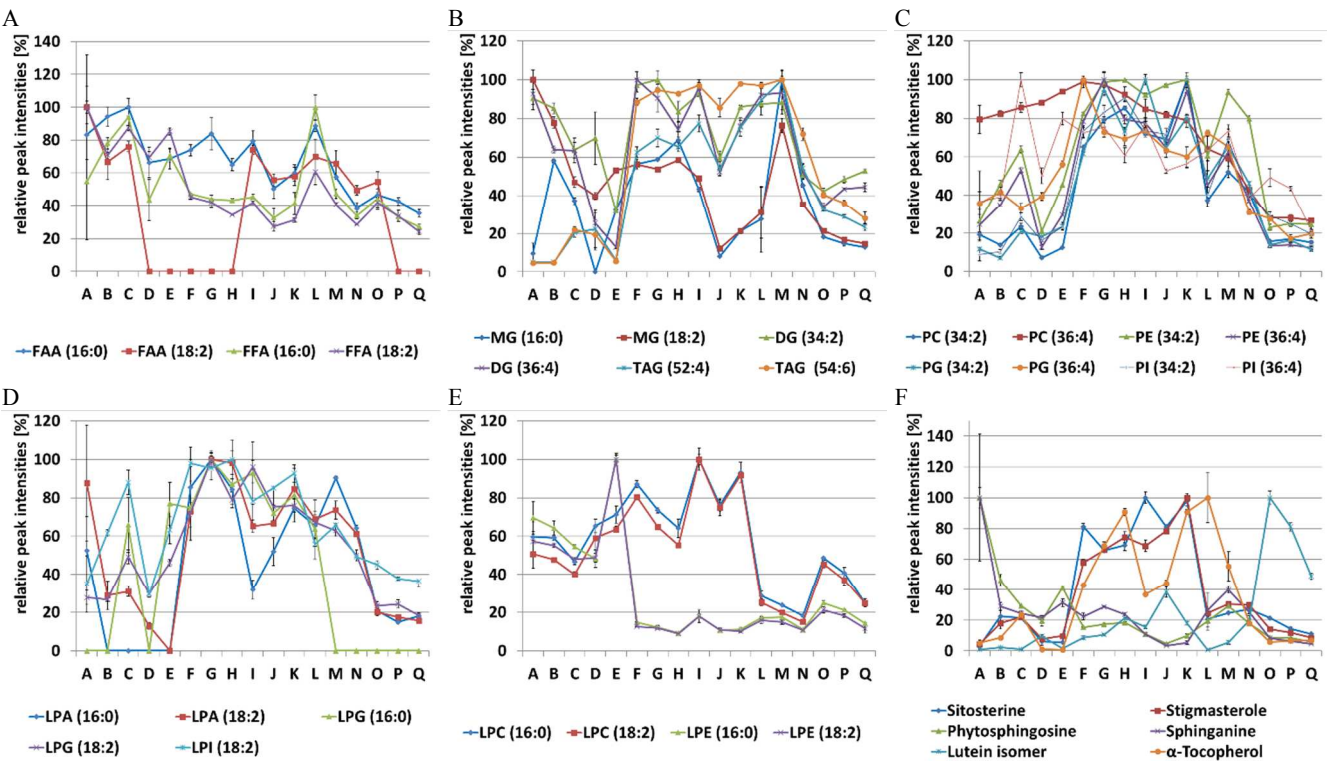 A
relative peak intensities [%]
140
120
100
80
60
40
20
0
A B C D E F G H I J K L M N O P Q
FAA (16:0) FAA (18:2) FFA (16:0) FFA (18:2)
B
relative peak intensities [%]
120
100
80
60
40
20
0
A B C D E F G H I J K L M N O P Q
MG (16:0) MG (18:2) DG (34:2)
DG (36:4) TAG (52:4) TAG (54:6)
C
relative peak intensities [%]
120
100
80
60
40
20
0
A B C D E F G H I J K L M N O P Q
PC (34:2) PC (36:4) PE (34:2) PE (36:4)
PG (34:2) PG (36:4) PI (34:2) PI (36:4)
D
relative peak intensities [%]
120
100
80
60
40
20
0
A B C D E F G H I J K L M N O P Q
LPA (16:0) LPA (18:2) LPG (16:0)
LPG (18:2) LPI (18:2)
E
relative peak intensities [%]
120
100
80
60
40
20
0
A B C D E F G H I J K L M N O P Q
LPC (16:0) LPC (18:2) LPE (16:0) LPE (18:2)
F
relative peak intensities [%]
140
120
100
80
60
40
20
0
A B C D E F G H I J K L M N O P Q
Sitosterine Stigmasterole
Phytosphingosine Sphinganine
Lutein isomer α-Tocopherol